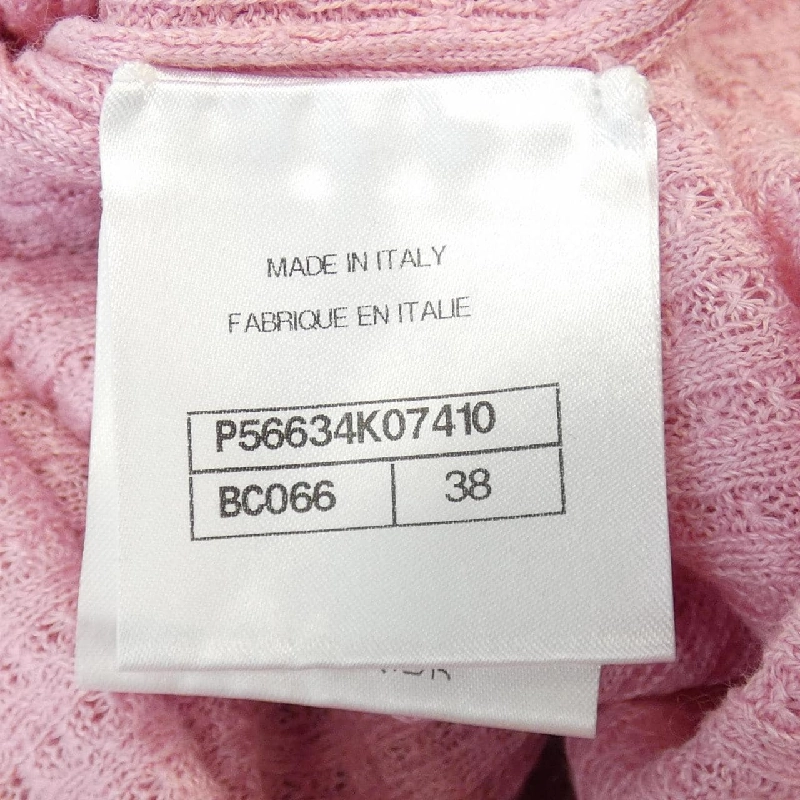 MADE IN ITALY
FABRIQUE EN ITALIE
P56634K07410
BC066 38